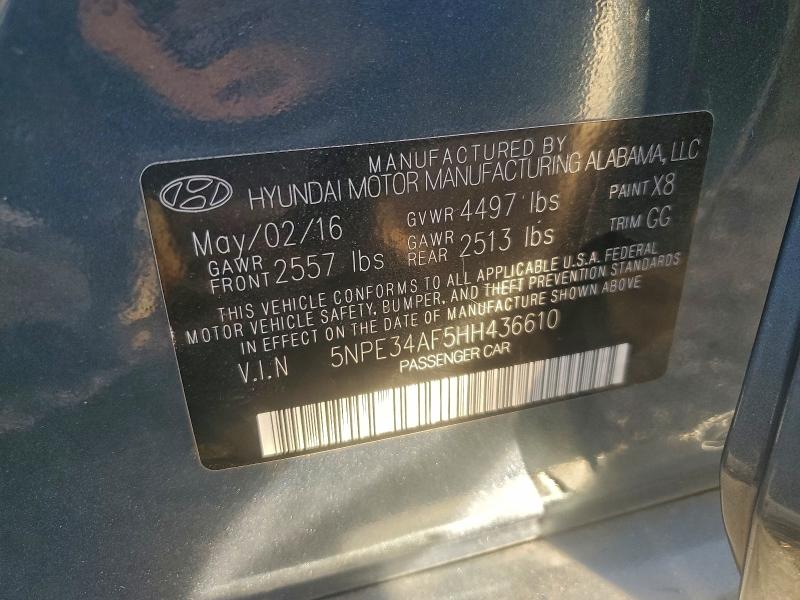 MANUFACTURED BY
HYUNDAI MOTOR MANUFACTURING ALABAMA, LLC
May/02/16 GVWR 4497 lbs PAINT X8
GAWR FRONT 2557 lbs GAWR REAR 2513 lbs TRIM GG
THIS VEHICLE CONFORMS TO ALL APPLICABLE U.S.A. FEDERAL
MOTOR VEHICLE SAFETY, BUMPER, AND THEFT PREVENTION STANDARDS
IN EFFECT ON THE DATE OF MANUFACTURE SHOWN ABOVE
V.I.N 5NPE34AF5HH436610
PASSENGER CAR